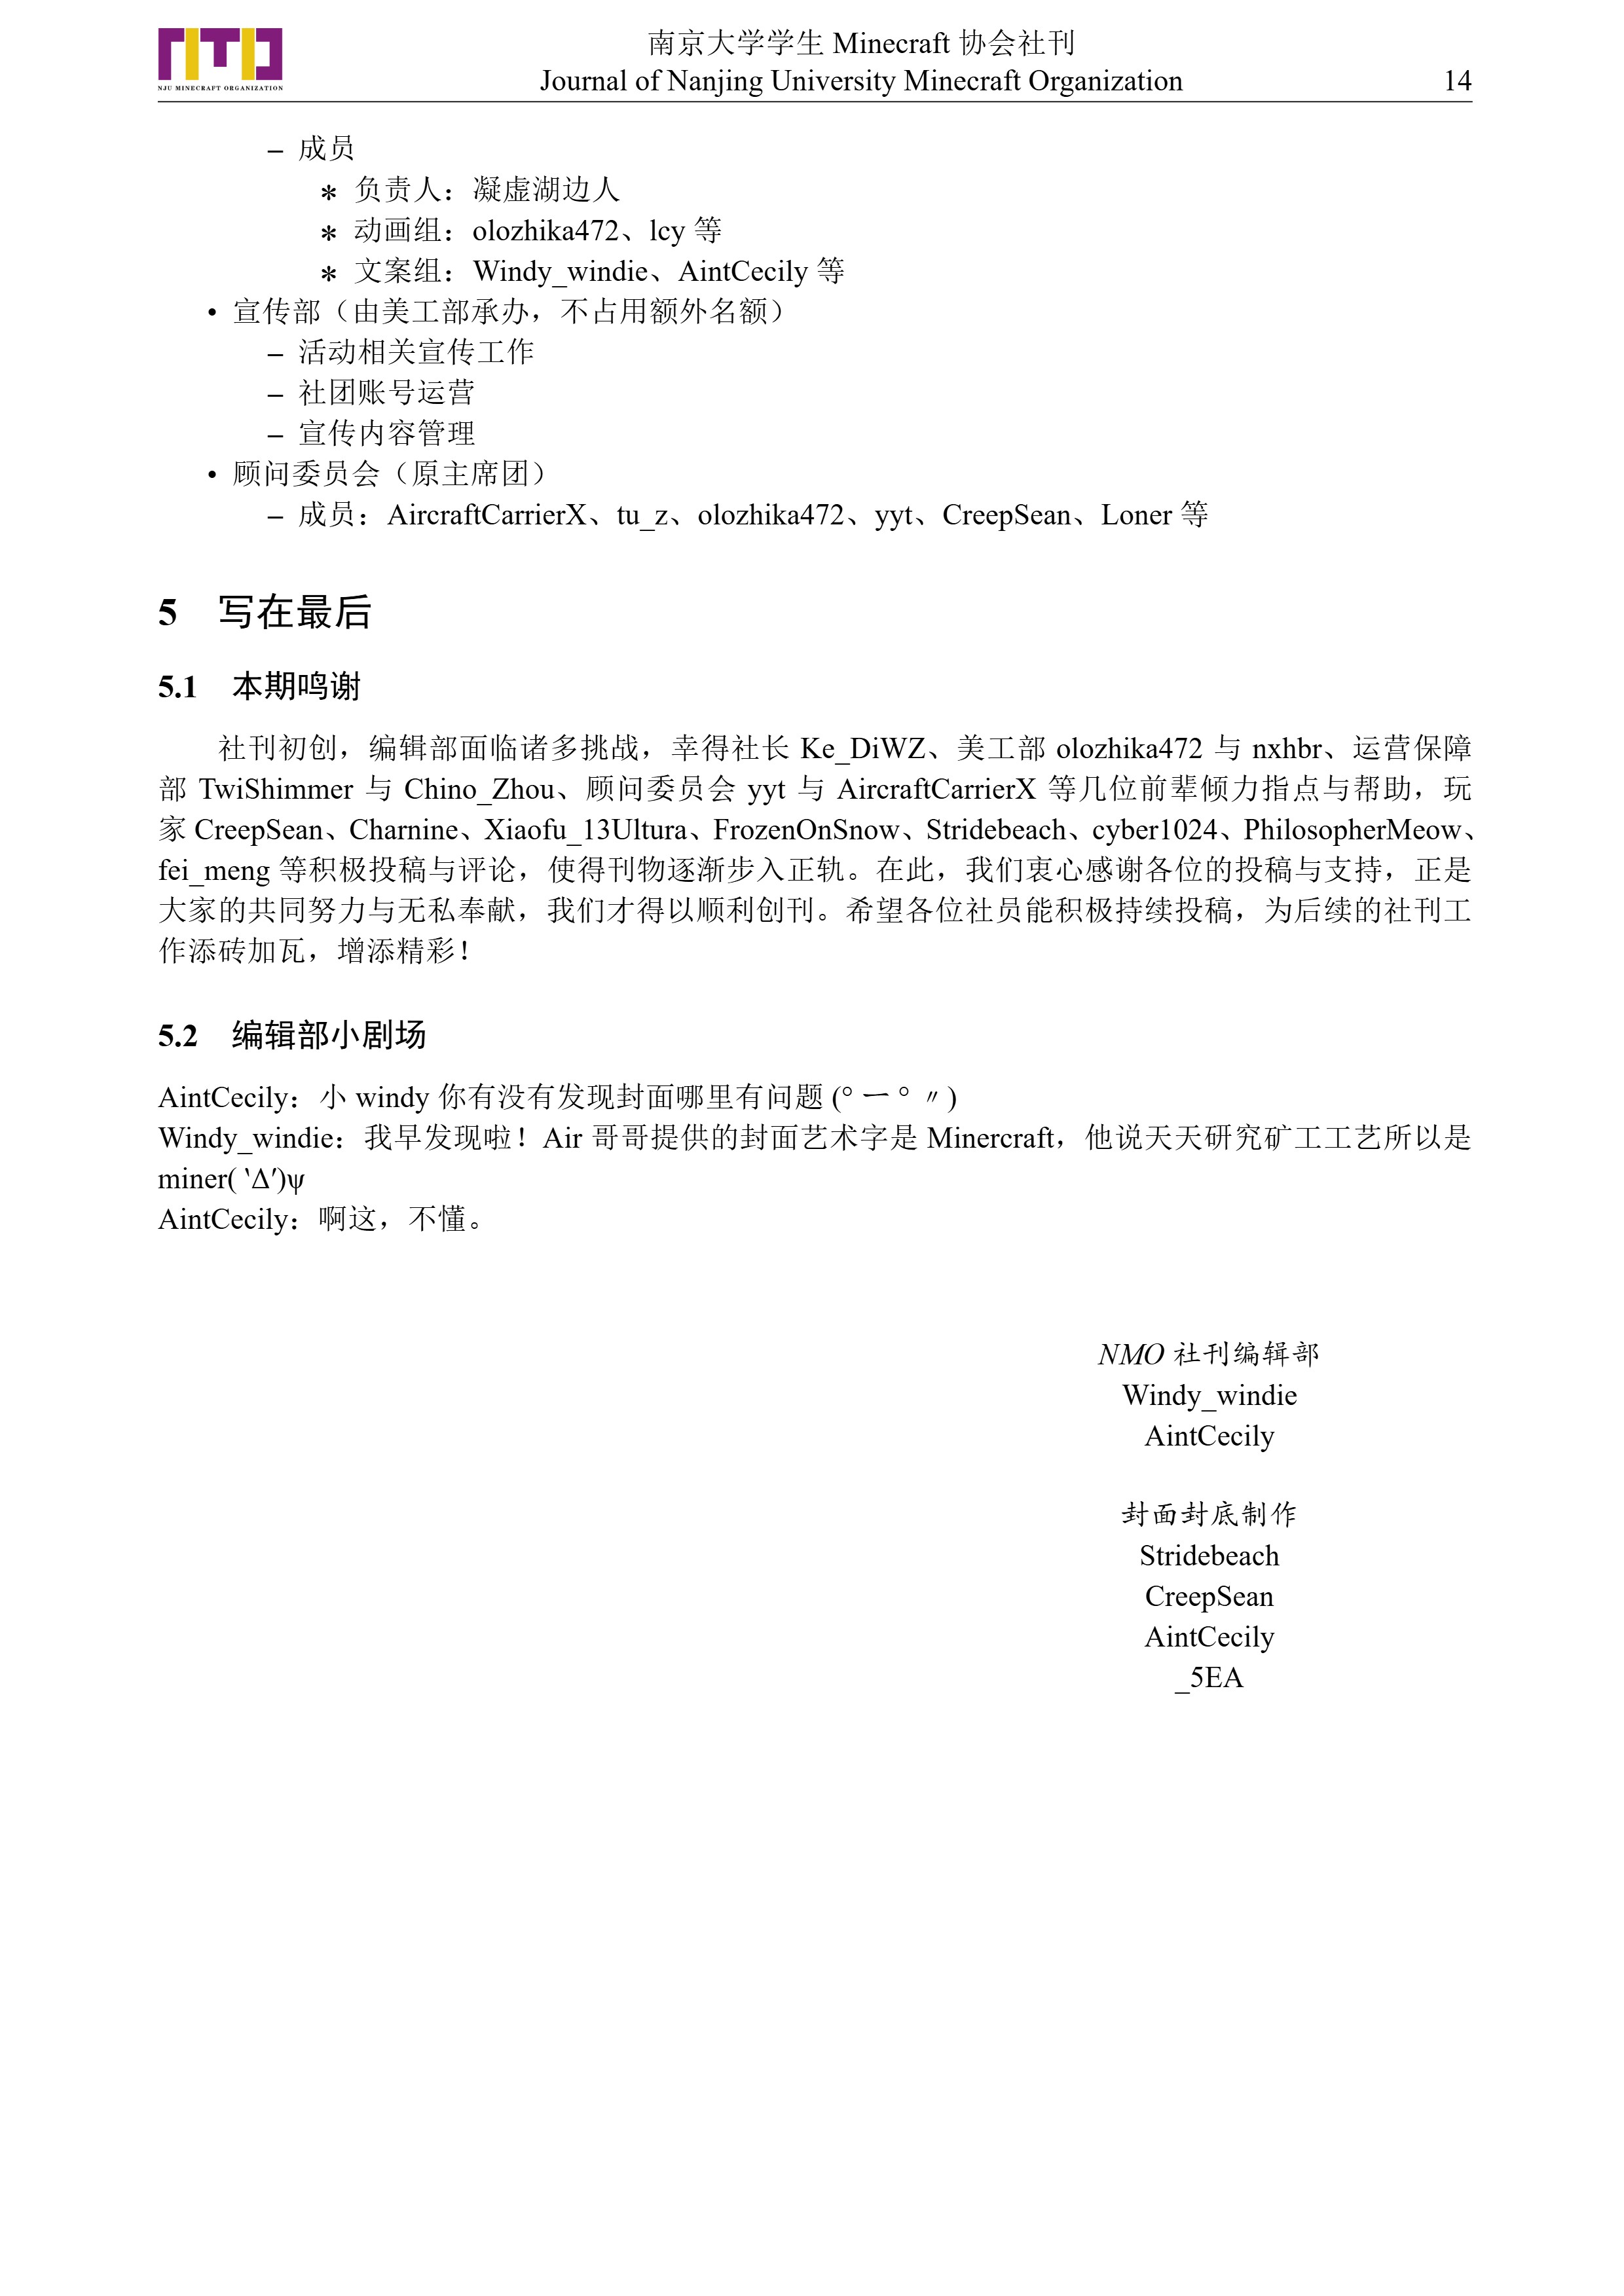 NJU MINECRAFT ORGANIZATION
南京大学学生 Minecraft 协会社刊
Journal of Nanjing University Minecraft Organization
14
– 成员
∗ 负责人：凝虚湖边人
∗ 动画组：olozhika472、lcy 等
∗ 文案组：Windy_windie、AintCecily 等
• 宣传部（由美工部承办，不占用额外名额）
– 活动相关宣传工作
– 社团账号运营
– 宣传内容管理
• 顾问委员会（原主席团）
– 成员：AircraftCarrierX、tu_z、olozhika472、yyt、CreepSean、Loner 等
5 写在最后
5.1 本期鸣谢
社刊初创，编辑部面临诸多挑战，幸得社长 Ke_DiWZ、美工部 olozhika472 与 nxhbr、运营保障
部 TwiShimmer 与 Chino_Zhou、顾问委员会 yyt 与 AircraftCarrierX 等几位前辈倾力指点与帮助，玩
家 CreepSean、Charnine、Xiaofu_13Ultura、FrozenOnSnow、Stridebeach、cyber1024、PhilosopherMeow、
fei_meng 等积极投稿与评论，使得刊物逐渐步入正轨。在此，我们衷心感谢各位的投稿与支持，正是
大家的共同努力与无私奉献，我们才得以顺利创刊。希望各位社员能积极持续投稿，为后续的社刊工
作添砖加瓦，增添精彩！
5.2 编辑部小剧场
AintCecily：小 windy 你有没有发现封面哪里有问题 (° 一 ° 〃)
Windy_windie：我早发现啦！Air 哥哥提供的封面艺术字是 Minercraft，他说天天研究矿工工艺所以是
miner( ‵Δ′)ψ
AintCecily：啊这，不懂。
NMO 社刊编辑部
Windy_windie
AintCecily
封面封底制作
Stridebeach
CreepSean
AintCecily
_5EA